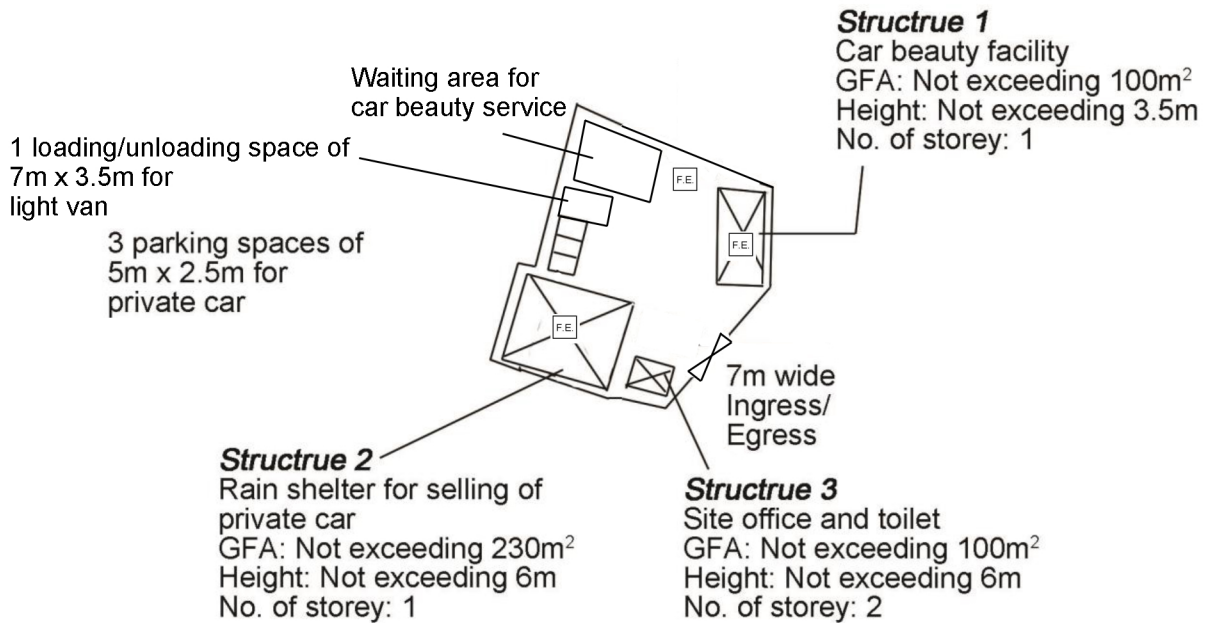 Structrue 1
Car beauty facility
GFA: Not exceeding 100m²
Height: Not exceeding 3.5m
No. of storey: 1
Waiting area for
car beauty service
1 loading/unloading space of
7m x 3.5m for
light van
3 parking spaces of
5m x 2.5m for
private car
F.E.
F.E.
F.E.
7m wide
Ingress/
Egress
Structrue 2
Rain shelter for selling of
private car
GFA: Not exceeding 230m²
Height: Not exceeding 6m
No. of storey: 1
Structrue 3
Site office and toilet
GFA: Not exceeding 100m²
Height: Not exceeding 6m
No. of storey: 2